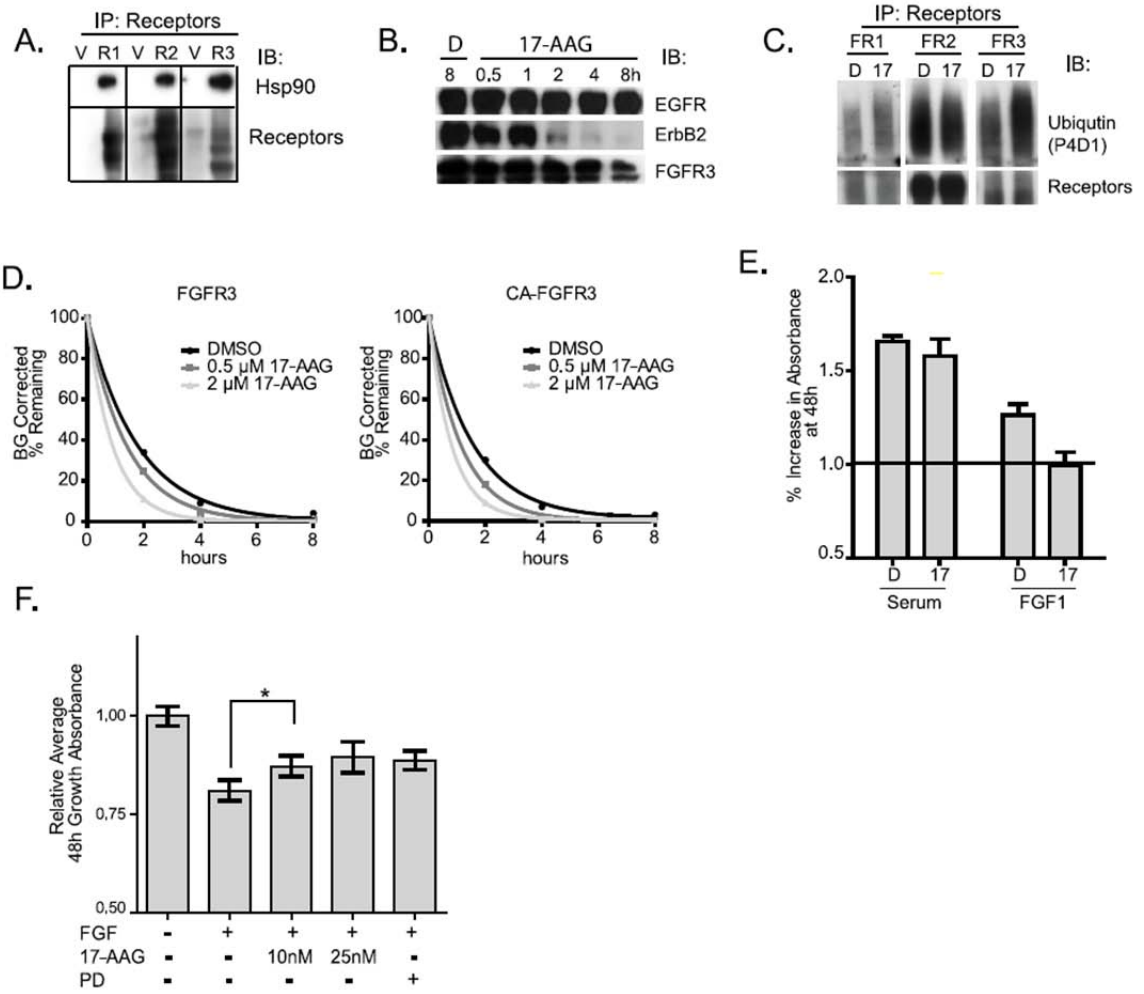 A.
IP: Receptors
V R1 V R2 V R3 IB:
Hsp90
Receptors
B.
D 17-AAG
8 0.5 1 2 4 8h IB:
EGFR
ErbB2
FGFR3
C.
IP: Receptors
FR1 FR2 FR3
D 17 D 17 D 17 IB:
Ubiqutin
(P4D1)
Receptors
D.
FGFR3
BG Corrected
% Remaining
100
80
60
40
20
0
DMSO
0.5 µM 17-AAG
2 µM 17-AAG
0 2 4 6 8
hours
CA-FGFR3
BG Corrected
% Remaining
100
80
60
40
20
0
DMSO
0.5 µM 17-AAG
2 µM 17-AAG
0 2 4 6 8
hours
E.
% Increase in Absorbance
at 48h
2.0
1.5
1.0
0.5
D 17 D 17
Serum FGF1
F.
Relative Average
48h Growth Absorbance
1.00
0.75
0.50
*
FGF - + + + +
17-AAG - - 10nM 25nM -
PD - - - - +